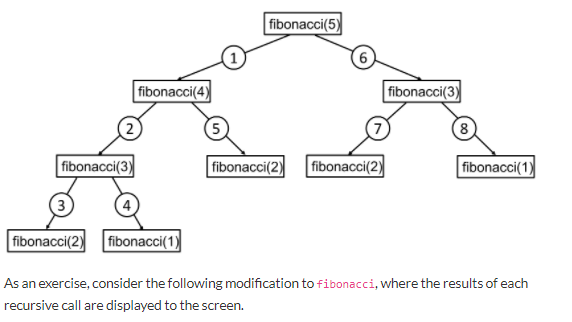 fibonacci(5)
1
6
fibonacci(4)
fibonacci(3)
2
5
7
8
fibonacci(3)
fibonacci(2)
fibonacci(2)
fibonacci(1)
3
4
fibonacci(2)
fibonacci(1)
As an exercise, consider the following modification to fibonacci, where the results of each
recursive call are displayed to the screen.